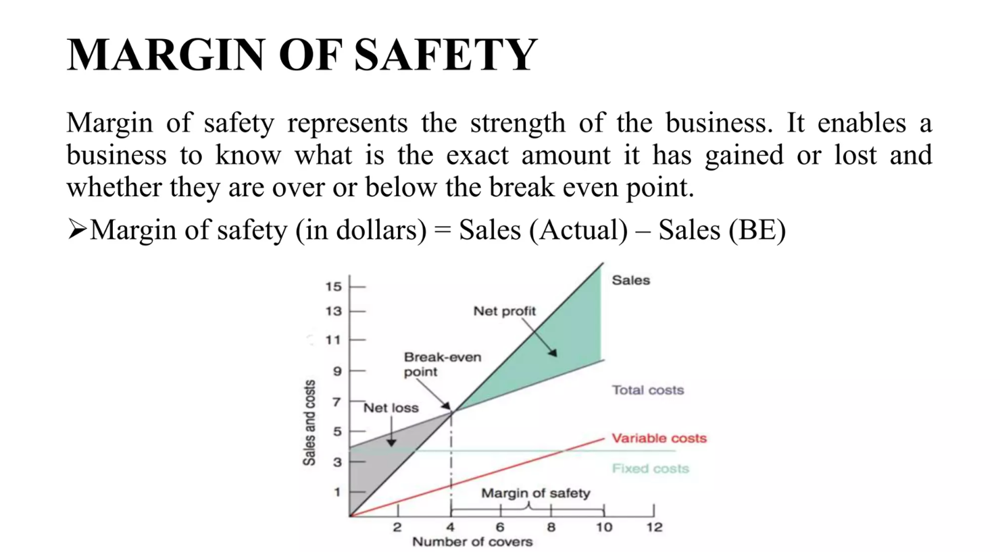 MARGIN OF SAFETY
Margin of safety represents the strength of the business. It enables a
business to know what is the exact amount it has gained or lost and
whether they are over or below the break even point.
➢Margin of safety (in dollars) = Sales (Actual) – Sales (BE)
15
Sales
13
Net profit
11
Break-even
point
9
Total costs
7
Net loss
5
Variable costs
3
Fixed costs
1
Margin of safety
Sales and costs
2 4 6 8 10 12
Number of covers